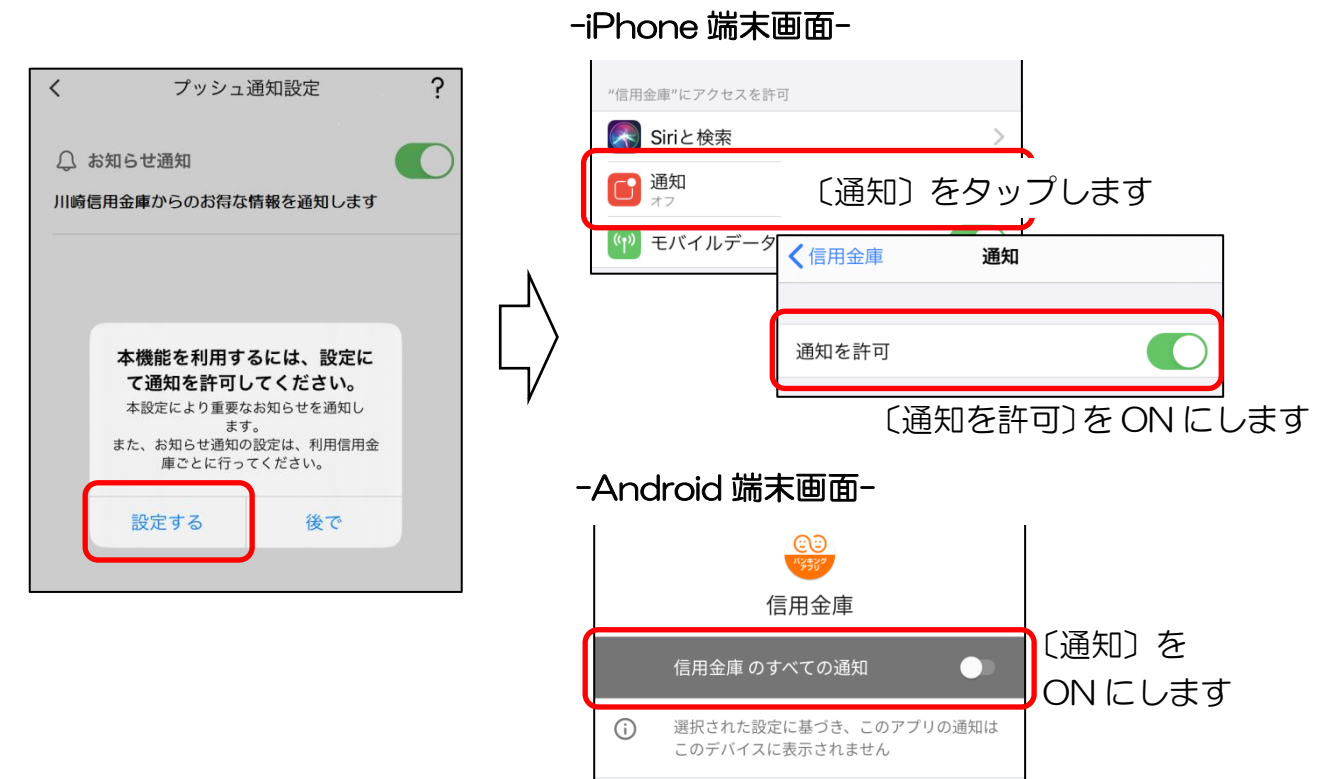 -iPhone 端末画面-
プッシュ通知設定
?
お知らせ通知
川崎信用金庫からのお得な情報を通知します
本機能を利用するには、設定に
て通知を許可してください。
本設定により重要なお知らせを通知し
ます。
また、お知らせ通知の設定は、利用信用金
庫ごとに行ってください。
設定する
後で
"信用金庫"にアクセスを許可
Siriと検索
通知
オフ
〔通知〕をタップします
モバイルデータ
信用金庫
通知
通知を許可
〔通知を許可〕を ON にします
-Android 端末画面-
バンキング
アプリ
信用金庫
信用金庫 のすべての通知
〔通知〕を
ON にします
選択された設定に基づき、このアプリの通知は
このデバイスに表示されません